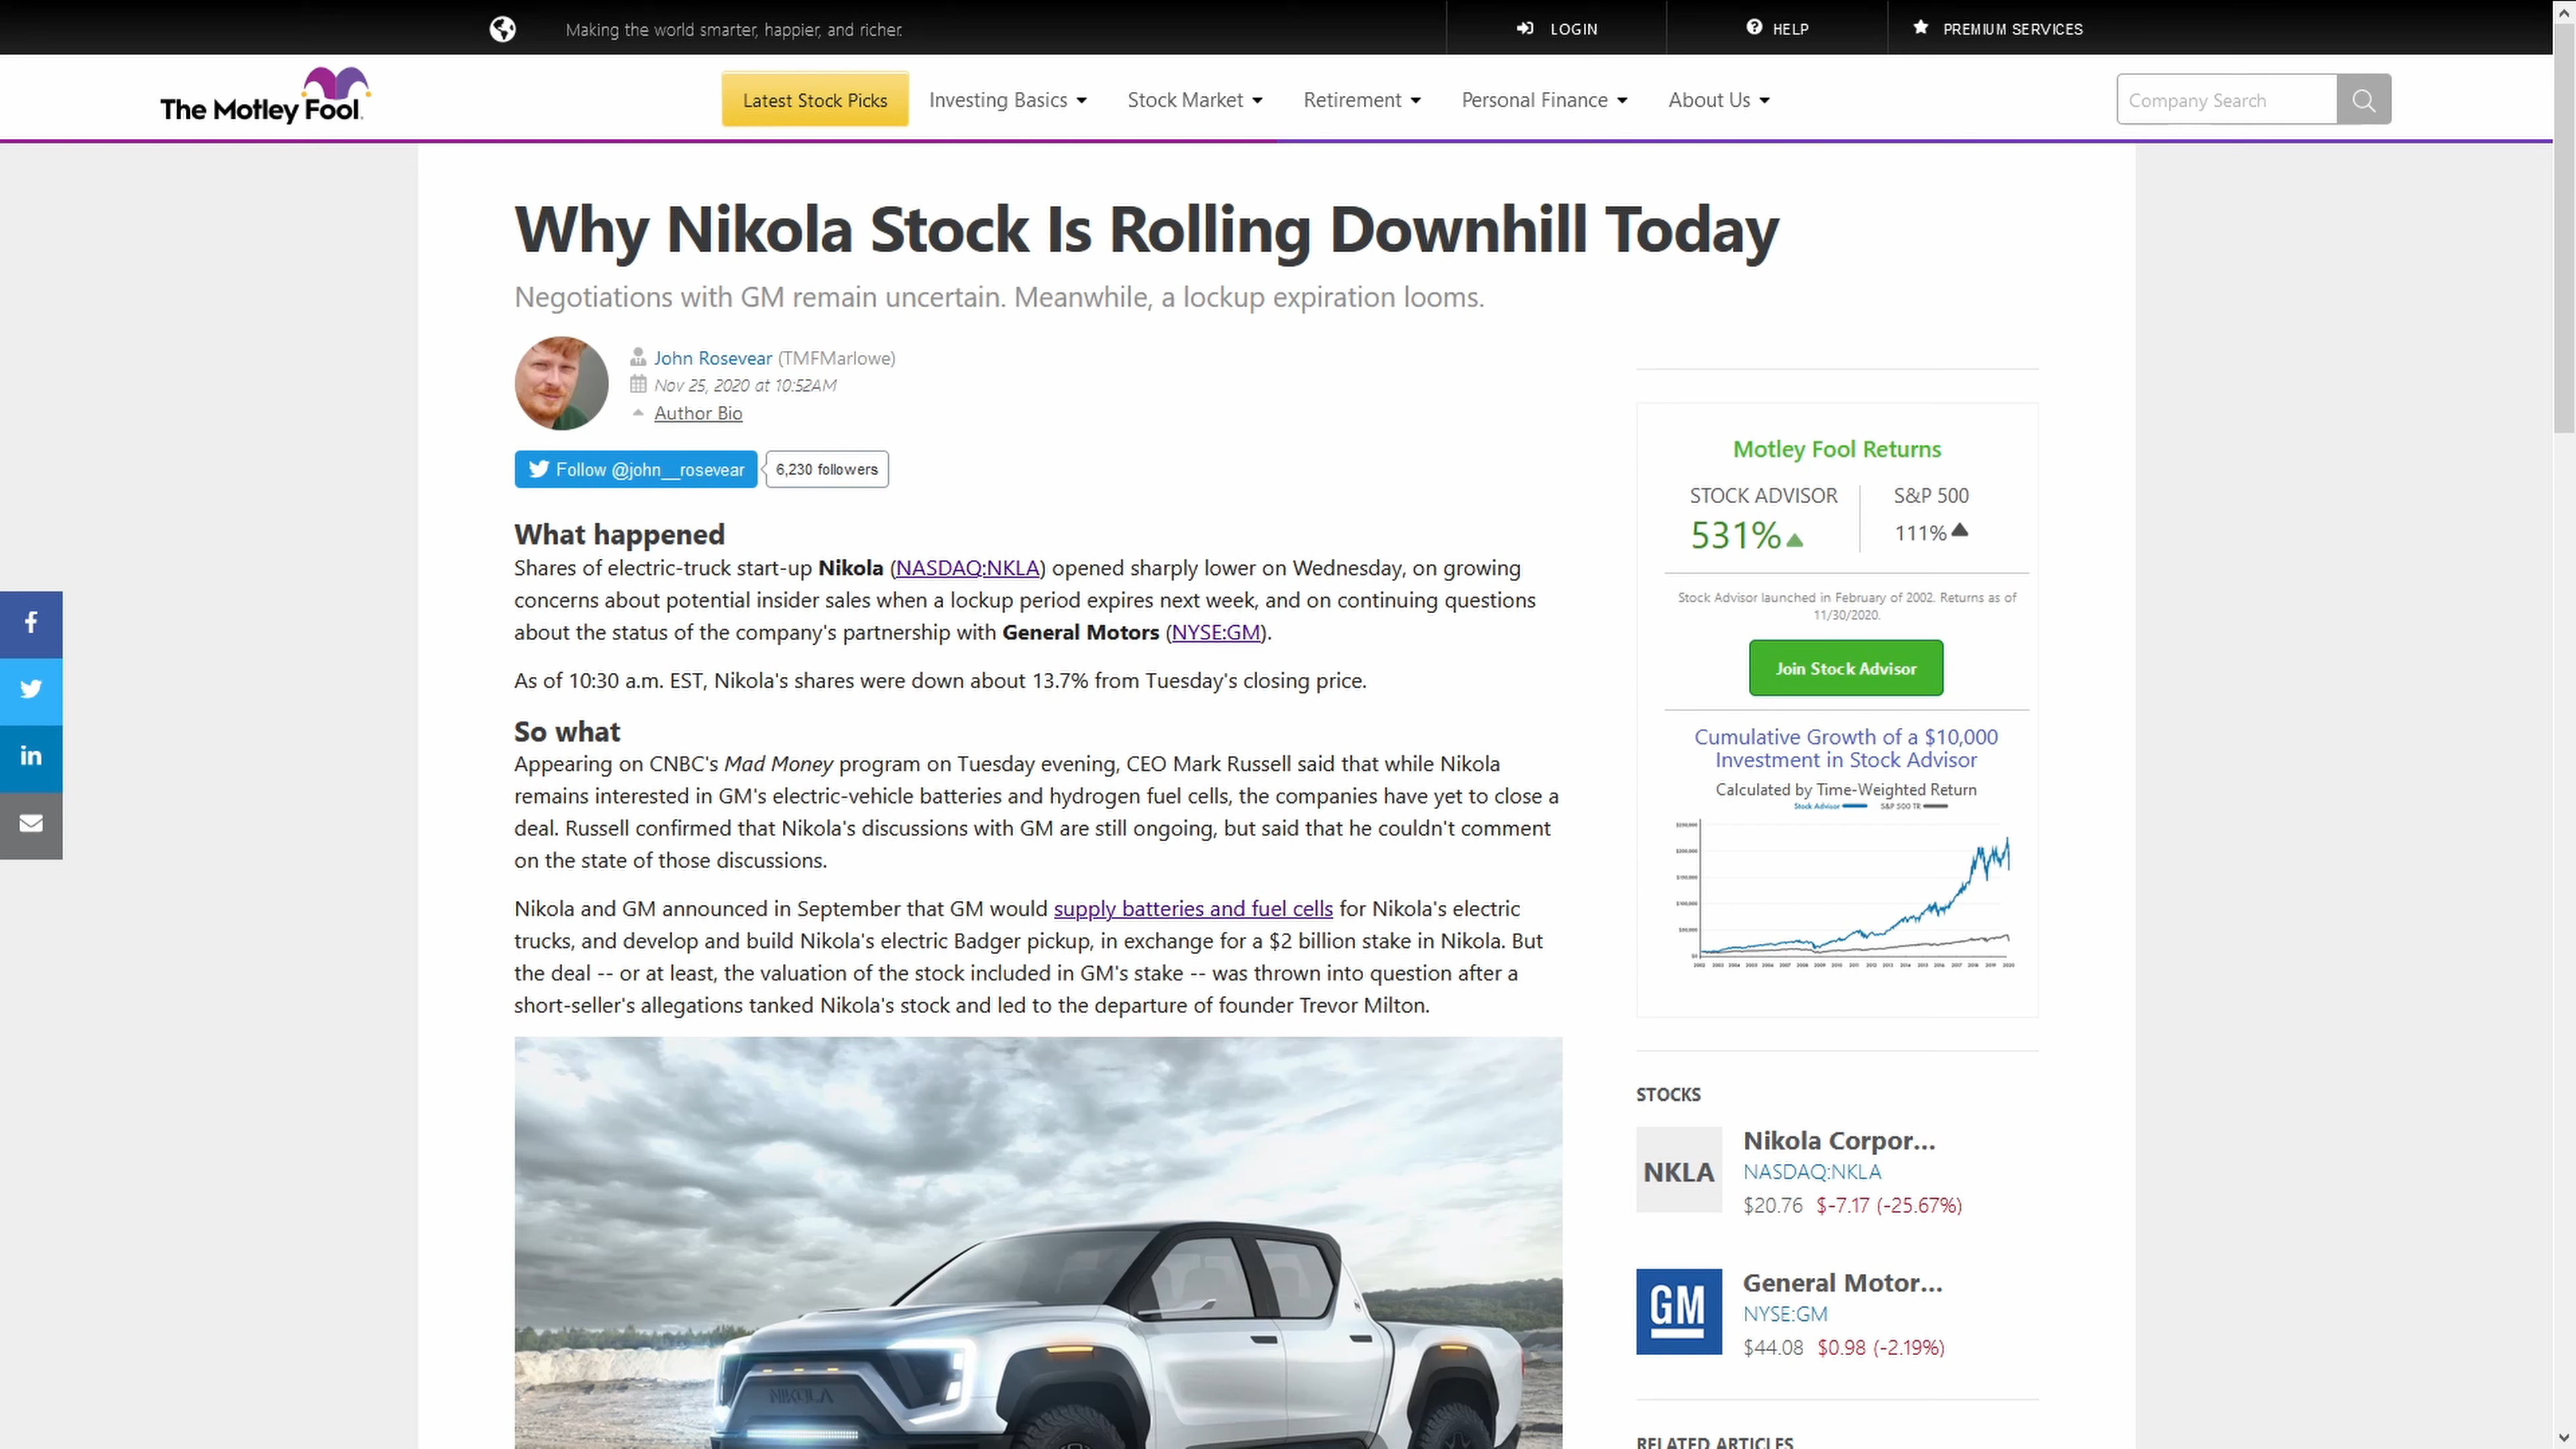 Making the world smarter, happier, and richer.
LOGIN
HELP
PREMIUM SERVICES
The Motley Fool.
Latest Stock Picks
Investing Basics
Stock Market
Retirement
Personal Finance
About Us
Company Search
Why Nikola Stock Is Rolling Downhill Today
Negotiations with GM remain uncertain. Meanwhile, a lockup expiration looms.
John Rosevear (TMFMarlowe)
Nov 25, 2020 at 10:52AM
Author Bio
Follow @john__rosevear
6,230 followers
What happened
Shares of electric-truck start-up Nikola (NASDAQ:NKLA) opened sharply lower on Wednesday, on growing
concerns about potential insider sales when a lockup period expires next week, and on continuing questions
about the status of the company's partnership with General Motors (NYSE:GM).
As of 10:30 a.m. EST, Nikola's shares were down about 13.7% from Tuesday's closing price.
So what
Appearing on CNBC's Mad Money program on Tuesday evening, CEO Mark Russell said that while Nikola
remains interested in GM's electric-vehicle batteries and hydrogen fuel cells, the companies have yet to close a
deal. Russell confirmed that Nikola's discussions with GM are still ongoing, but said that he couldn't comment
on the state of those discussions.
Nikola and GM announced in September that GM would supply batteries and fuel cells for Nikola's electric
trucks, and develop and build Nikola's electric Badger pickup, in exchange for a $2 billion stake in Nikola. But
the deal -- or at least, the valuation of the stock included in GM's stake -- was thrown into question after a
short-seller's allegations tanked Nikola's stock and led to the departure of founder Trevor Milton.
NIKOLA
Motley Fool Returns
STOCK ADVISOR
531%
S&P 500
111%
Stock Advisor launched in February of 2002. Returns as of
11/30/2020.
Join Stock Advisor
Cumulative Growth of a $10,000
Investment in Stock Advisor
Calculated by Time-Weighted Return
Stock Advisor
S&P 500 TR
STOCKS
NKLA
Nikola Corpor...
NASDAQ:NKLA
$20.76 $-7.17 (-25.67%)
GM
General Motor...
NYSE:GM
$44.08 $0.98 (-2.19%)
RELATED ARTICLES